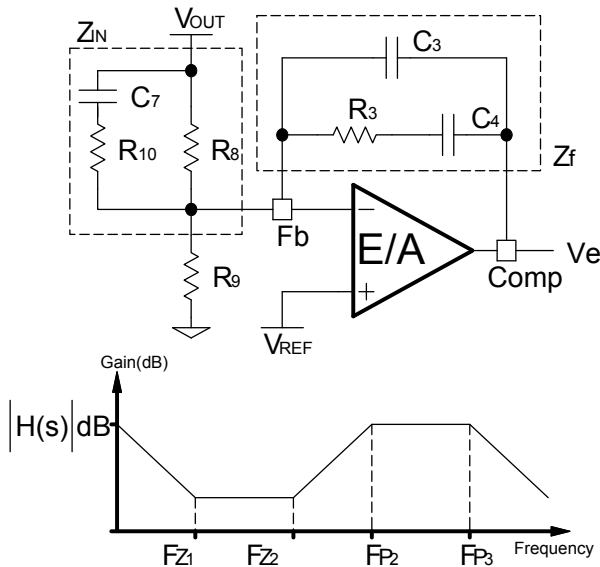 ZIN
VOUT
C7
R10
R8
C3
R3
C4
Zf
Fb
E/A
Comp
Ve
R9
VREF
Gain(dB)
|H(s)|dB
FZ1
FZ2
FP2
FP3
Frequency